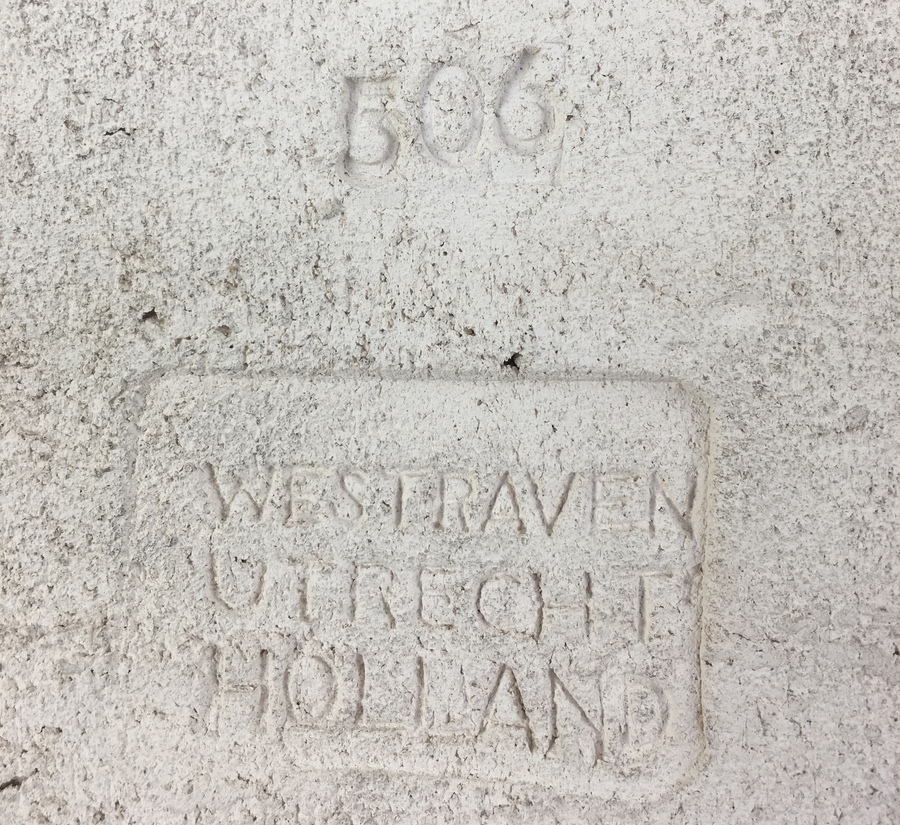 506
WESTRAVEN
UTRECHT
HOLLAND